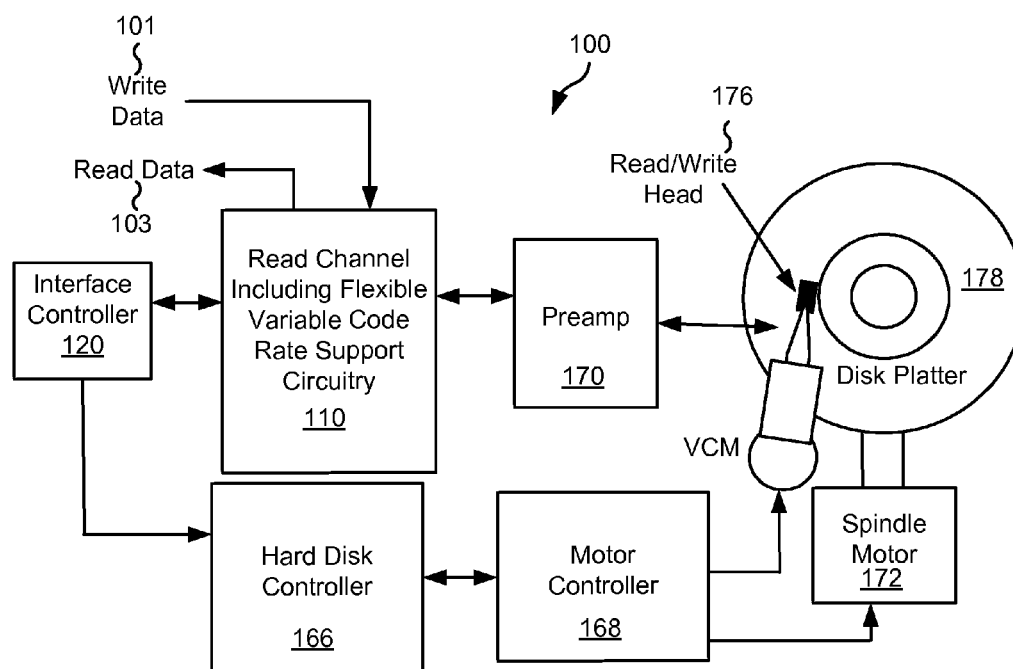 101
Write
Data
100
176
Read Data
103
Read/Write
Head
Interface
Controller
120
Read Channel
Including Flexible
Variable Code
Rate Support
Circuitry
110
Preamp
170
178
Disk Platter
VCM
Hard Disk
Controller
166
Motor
Controller
168
Spindle
Motor
172